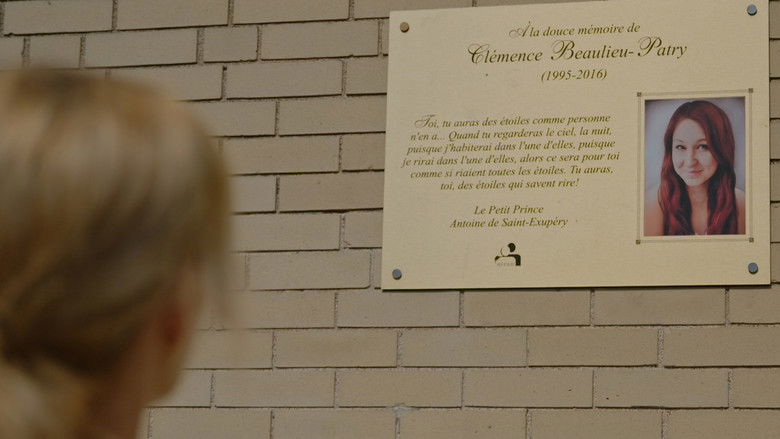 À la douce mémoire de
Clémence Beaulieu-Patry
(1995-2016)
Toi, tu auras des étoiles comme personne
n'en a... Quand tu regarderas le ciel, la nuit,
puisque j'habiterai dans l'une d'elles, puisque
je rirai dans l'une d'elles, alors ce sera pour toi
comme si riaient toutes les étoiles. Tu auras,
toi, des étoiles qui savent rire!
Le Petit Prince
Antoine de Saint-Exupéry